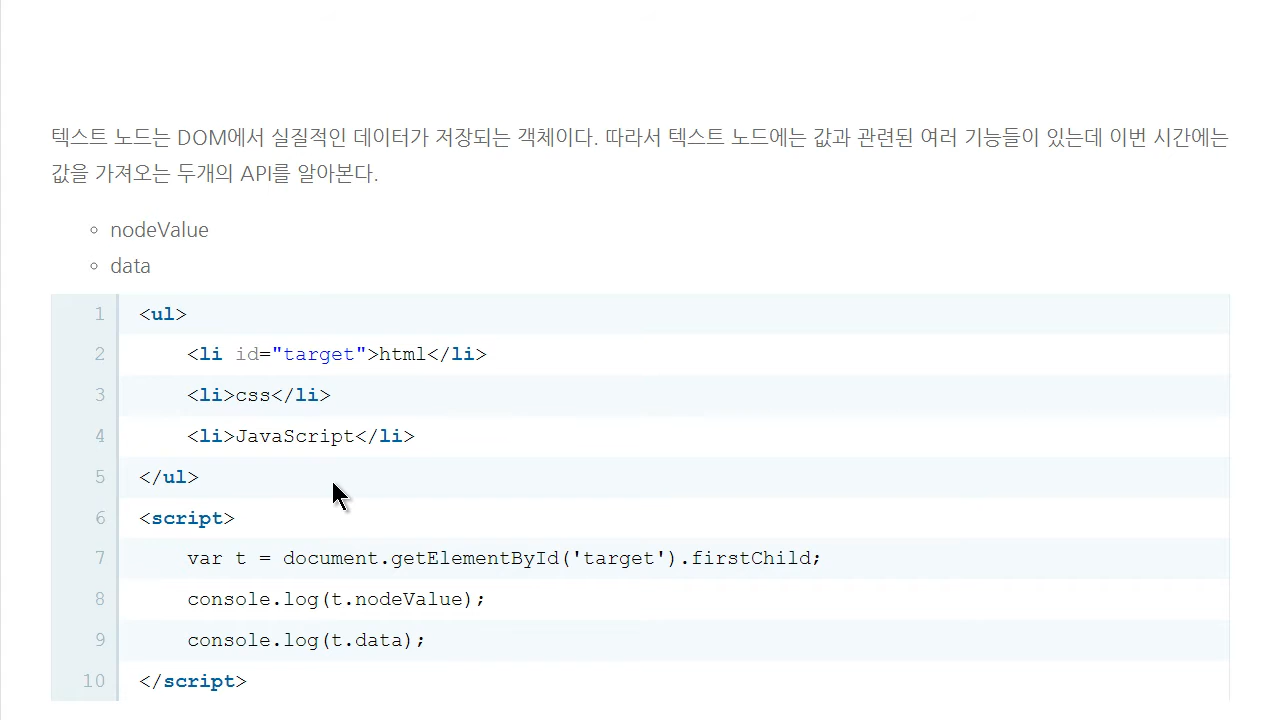 텍스트 노드는 DOM에서 실질적인 데이터가 저장되는 객체이다. 따라서 텍스트 노드에는 값과 관련된 여러 기능들이 있는데 이번 시간에는
값을 가져오는 두개의 API를 알아본다.
nodeValue
data
1 <ul>
2     <li id="target">html</li>
3     <li>css</li>
4     <li>JavaScript</li>
5 </ul>
6 <script>
7     var t = document.getElementById('target').firstChild;
8     console.log(t.nodeValue);
9     console.log(t.data);
10 </script>